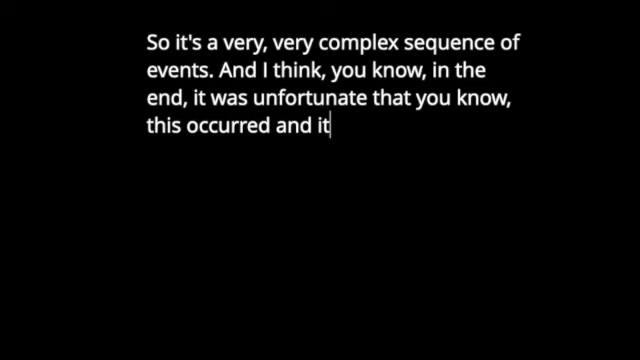 So it's a very, very complex sequence of
events. And I think, you know, in the
end, it was unfortunate that you know,
this occurred and it